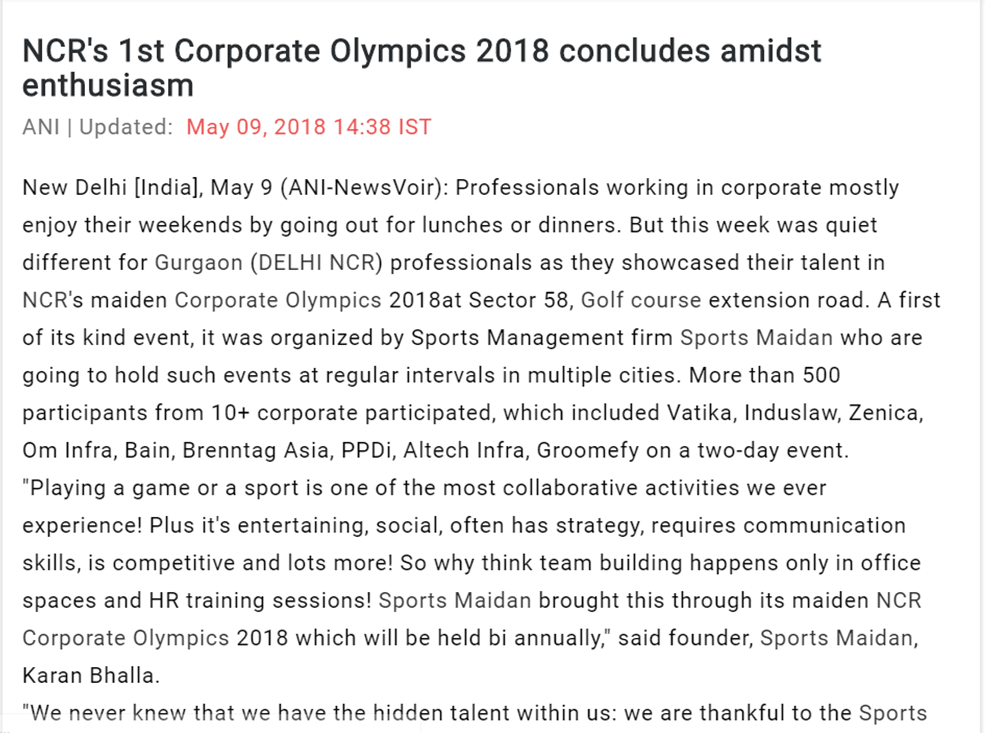 NCR's 1st Corporate Olympics 2018 concludes amidst
enthusiasm
ANI | Updated: May 09, 2018 14:38 IST
New Delhi [India], May 9 (ANI-NewsVoir): Professionals working in corporate mostly
enjoy their weekends by going out for lunches or dinners. But this week was quiet
different for Gurgaon (DELHI NCR) professionals as they showcased their talent in
NCR's maiden Corporate Olympics 2018at Sector 58, Golf course extension road. A first
of its kind event, it was organized by Sports Management firm Sports Maidan who are
going to hold such events at regular intervals in multiple cities. More than 500
participants from 10+ corporate participated, which included Vatika, Induslaw, Zenica,
Om Infra, Bain, Brenntag Asia, PPDi, Altech Infra, Groomefy on a two-day event.
"Playing a game or a sport is one of the most collaborative activities we ever
experience! Plus it's entertaining, social, often has strategy, requires communication
skills, is competitive and lots more! So why think team building happens only in office
spaces and HR training sessions! Sports Maidan brought this through its maiden NCR
Corporate Olympics 2018 which will be held bi annually," said founder, Sports Maidan,
Karan Bhalla.
"We never knew that we have the hidden talent within us: we are thankful to the Sports